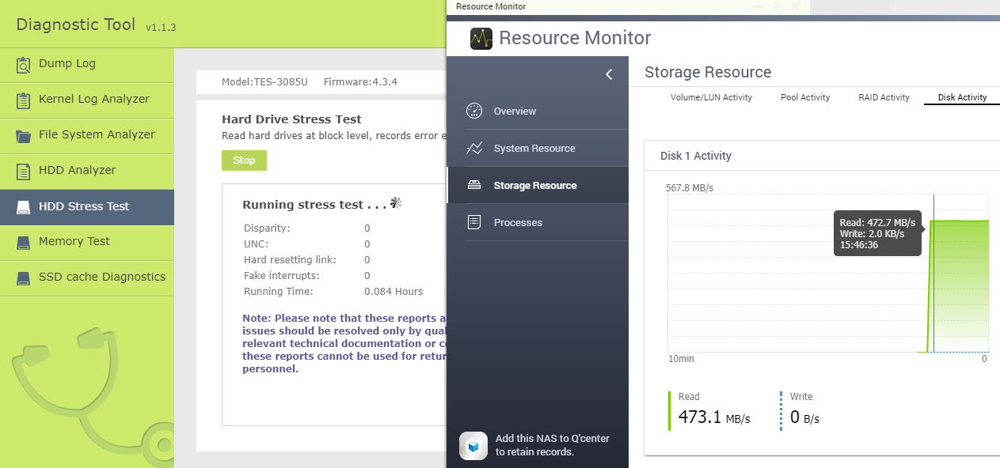 Diagnostic Tool v1.1.3
Dump Log
Kernel Log Analyzer
File System Analyzer
HDD Analyzer
HDD Stress Test
Memory Test
SSD cache Diagnostics
Model:TES-3085U Firmware:4.3.4
Hard Drive Stress Test
Read hard drives at block level, records error e
Stop
Running stress test . . .
Disparity: 0
UNC: 0
Hard resetting link: 0
Fake interrupts: 0
Running Time: 0.084 Hours
Note: Please note that these reports a
issues should be resolved only by qual
relevant technical documentation or co
these reports cannot be used for retur
personnel.
Resource Monitor
Resource Monitor
Overview
System Resource
Storage Resource
Processes
Add this NAS to Q'center
to retain records.
Storage Resource
Volume/LUN Activity Pool Activity RAID Activity Disk Activity
Disk 1 Activity
567.8 MB/s
Read: 472.7 MB/s
Write: 2.0 KB/s
15:46:36
10min 0
Read Write
473.1 MB/s 0 B/s